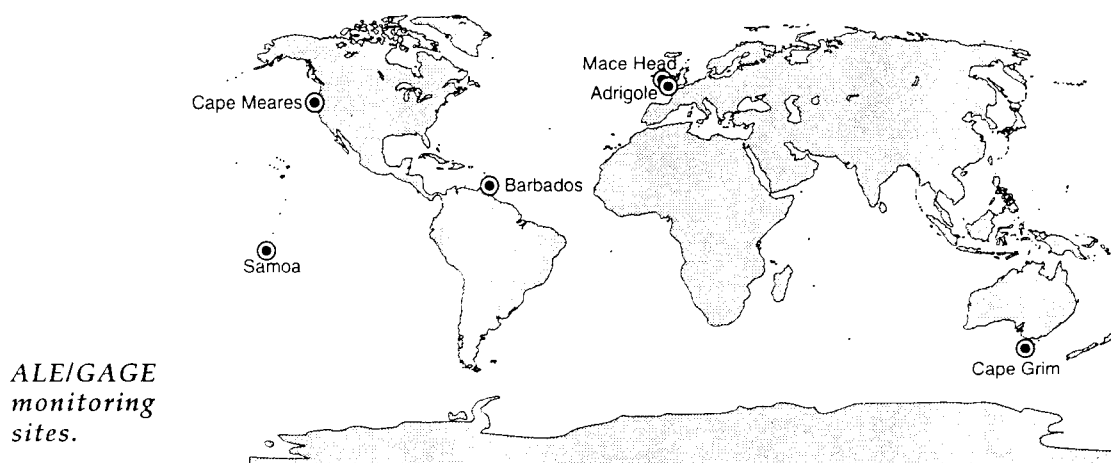 Mace Head
Cape Meares
Adrigole
Barbados
Samoa
Cape Grim
ALE/GAGE
monitoring
sites.